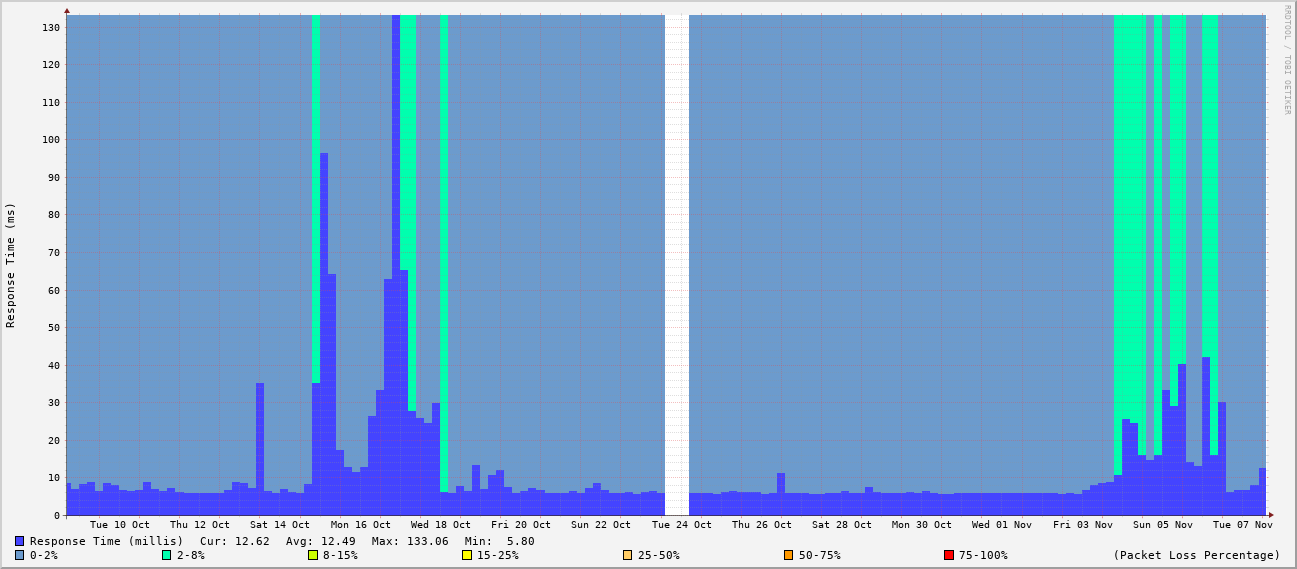 RRDTOOL / TOBI OETIKER
Response Time (ms)
130
120
110
100
90
80
70
60
50
40
30
20
10
0
Tue 10 Oct Thu 12 Oct Sat 14 Oct Mon 16 Oct Wed 18 Oct Fri 20 Oct Sun 22 Oct Tue 24 Oct Thu 26 Oct Sat 28 Oct Mon 30 Oct Wed 01 Nov Fri 03 Nov Sun 05 Nov Tue 07 Nov
Response Time (millis) Cur: 12.62 Avg: 12.49 Max: 133.06 Min: 5.80
0-2% 2-8% 8-15% 15-25% 25-50% 50-75% 75-100% (Packet Loss Percentage)